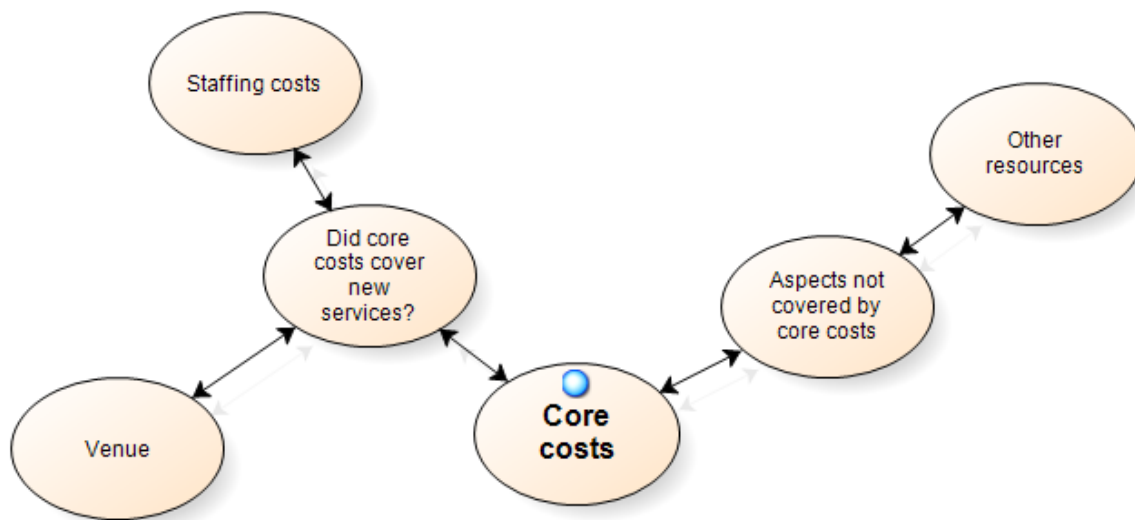 Staffing costs
Other
resources
Did core
costs cover
new
services?
Aspects not
covered by
core costs
Core
costs
Venue